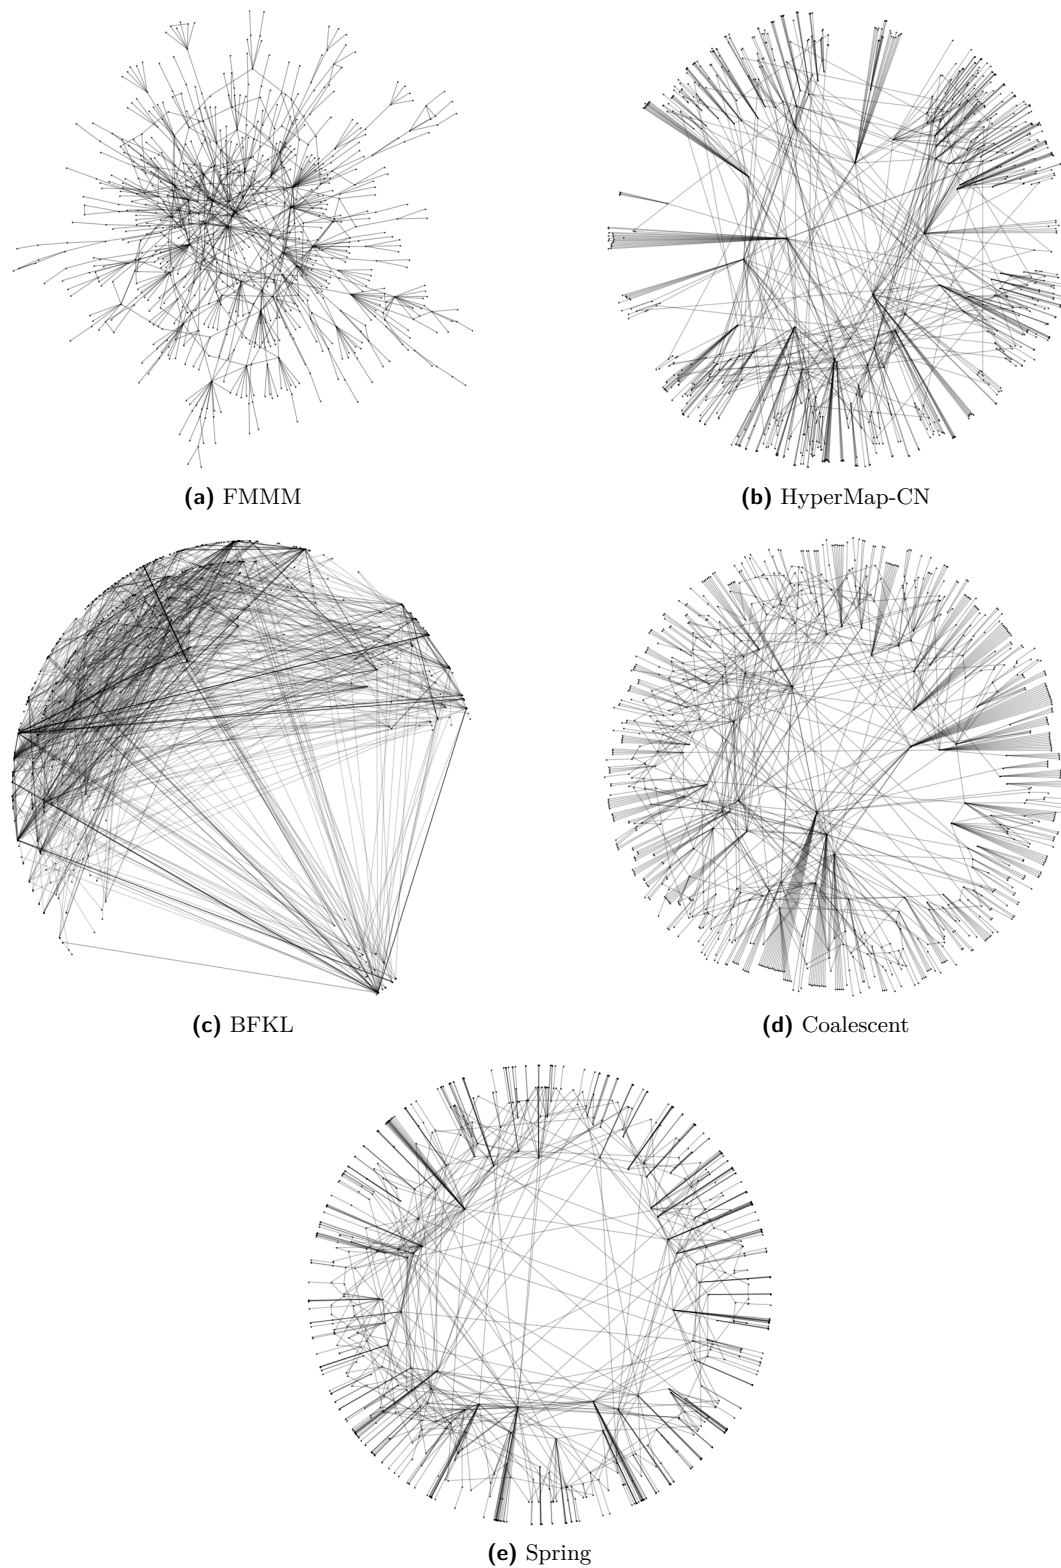 (a) FMMM
(b) HyperMap-CN
(c) BFKL
(d) Coalescent
(e) Spring